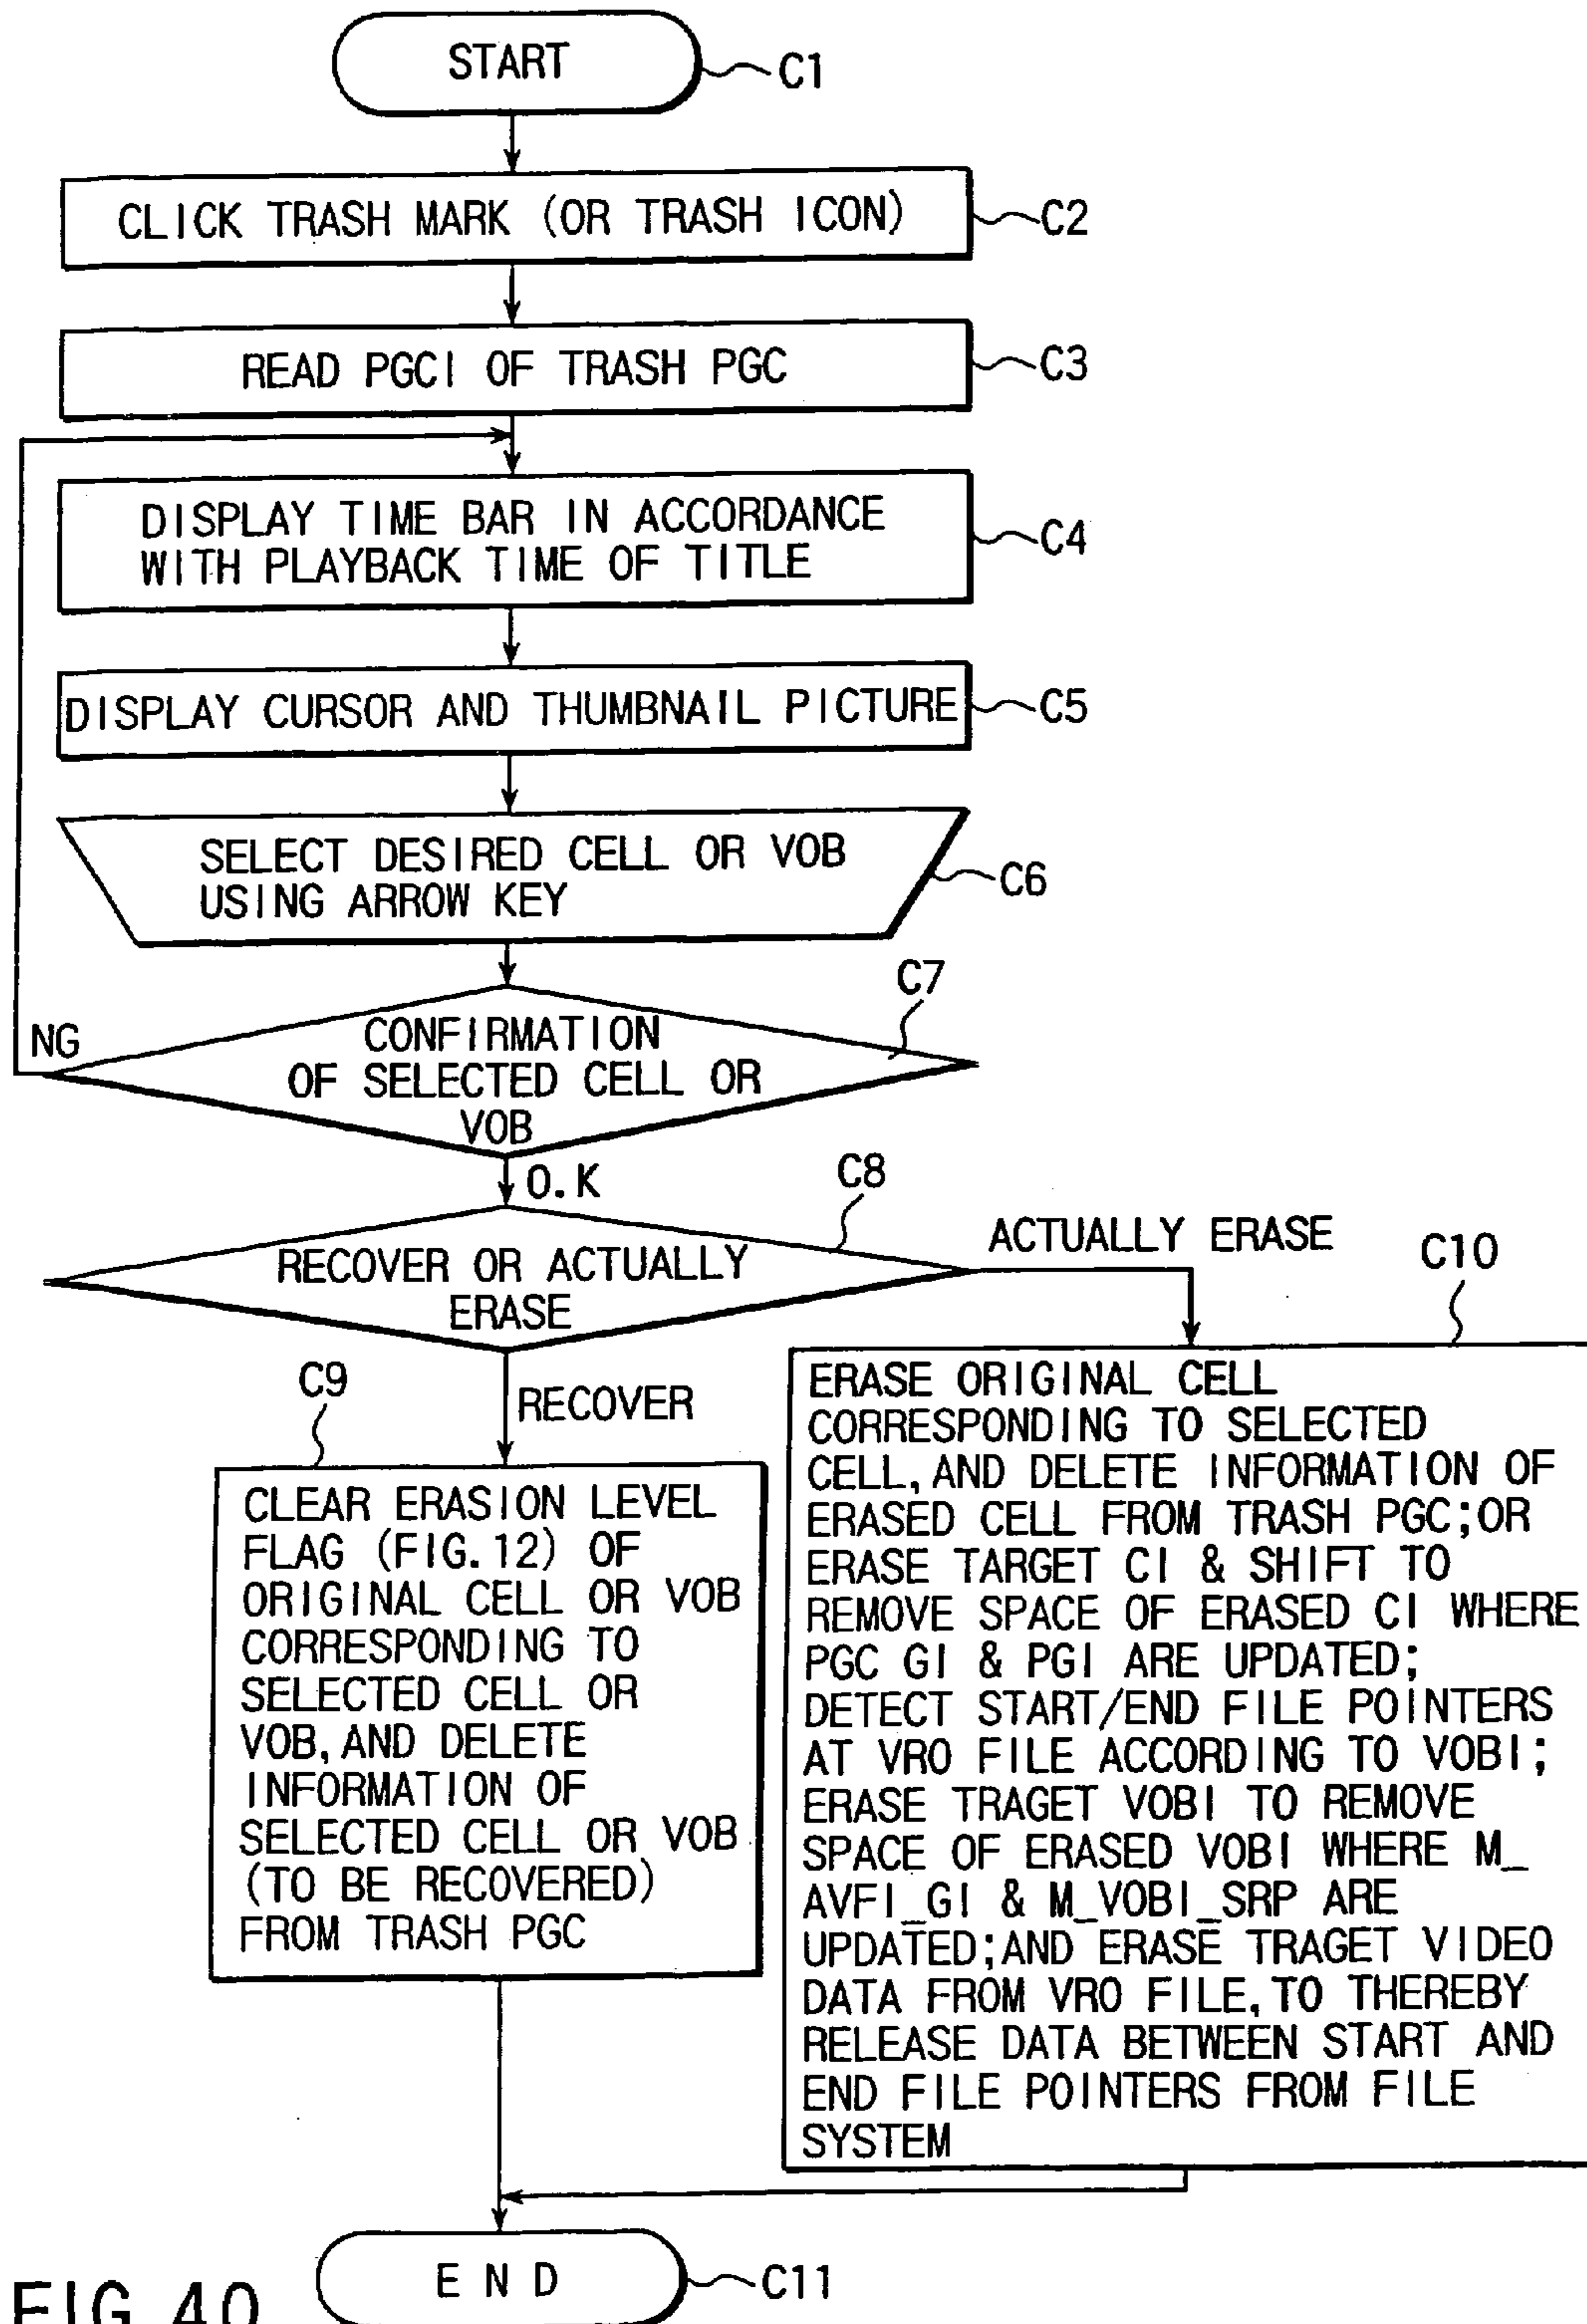 START
C1
CLICK TRASH MARK (OR TRASH ICON)
C2
READ PGCI OF TRASH PGC
C3
DISPLAY TIME BAR IN ACCORDANCE
WITH PLAYBACK TIME OF TITLE
C4
DISPLAY CURSOR AND THUMBNAIL PICTURE
C5
SELECT DESIRED CELL OR VOB
USING ARROW KEY
C6
C7
NG
CONFIRMATION
OF SELECTED CELL OR
VOB
O.K
C8
RECOVER OR ACTUALLY
ERASE
ACTUALLY ERASE
C10
C9
RECOVER
CLEAR ERASION LEVEL
FLAG (FIG.12) OF
ORIGINAL CELL OR VOB
CORRESPONDING TO
SELECTED CELL OR
VOB, AND DELETE
INFORMATION OF
SELECTED CELL OR VOB
(TO BE RECOVERED)
FROM TRASH PGC
ERASE ORIGINAL CELL
CORRESPONDING TO SELECTED
CELL, AND DELETE INFORMATION OF
ERASED CELL FROM TRASH PGC;OR
ERASE TARGET CI & SHIFT TO
REMOVE SPACE OF ERASED CI WHERE
PGC GI & PGI ARE UPDATED;
DETECT START/END FILE POINTERS
AT VRO FILE ACCORDING TO VOBI;
ERASE TRAGET VOBI TO REMOVE
SPACE OF ERASED VOBI WHERE M_
AVFI_GI & M_VOBI_SRP ARE
UPDATED;AND ERASE TRAGET VIDEO
DATA FROM VRO FILE, TO THEREBY
RELEASE DATA BETWEEN START AND
END FILE POINTERS FROM FILE
SYSTEM
END
C11
FIG. 40